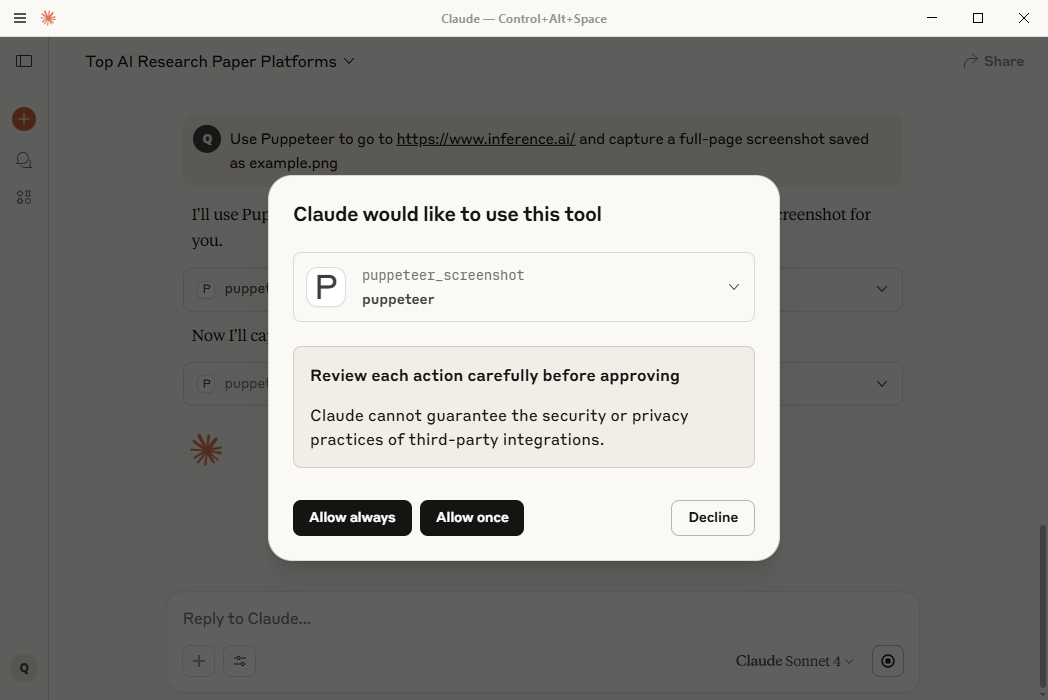 Claude — Control+Alt+Space
Top AI Research Paper Platforms
Share
Q
Use Puppeteer to go to https://www.inference.ai/ and capture a full-page screenshot saved
as example.png
I'll use Pup
reenshot for
you.
P puppet
Now I'll ca
P puppet
Claude would like to use this tool
P
puppeteer_screenshot
puppeteer
Review each action carefully before approving
Claude cannot guarantee the security or privacy
practices of third-party integrations.
Allow always
Allow once
Decline
Reply to Claude...
Claude Sonnet 4
Q